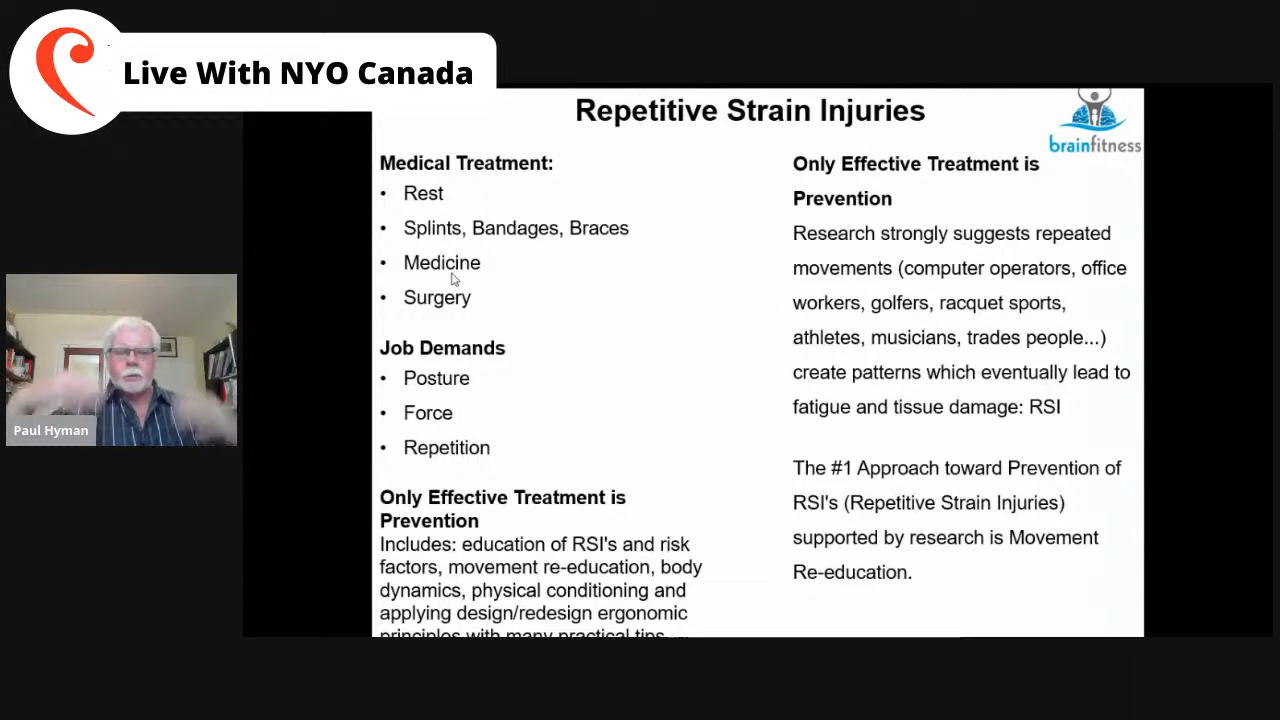 Live With NYO Canada
Repetitive Strain Injuries
brainfitness
Medical Treatment:
• Rest
• Splints, Bandages, Braces
• Medicine
• Surgery
Job Demands
• Posture
• Force
• Repetition
Only Effective Treatment is
Prevention
Includes: education of RSI's and risk
factors, movement re-education, body
dynamics, physical conditioning and
applying design/redesign ergonomic
principles with many practical tips
Only Effective Treatment is
Prevention
Research strongly suggests repeated
movements (computer operators, office
workers, golfers, racquet sports,
athletes, musicians, trades people...)
create patterns which eventually lead to
fatigue and tissue damage: RSI
The #1 Approach toward Prevention of
RSI's (Repetitive Strain Injuries)
supported by research is Movement
Re-education.
Paul Hyman